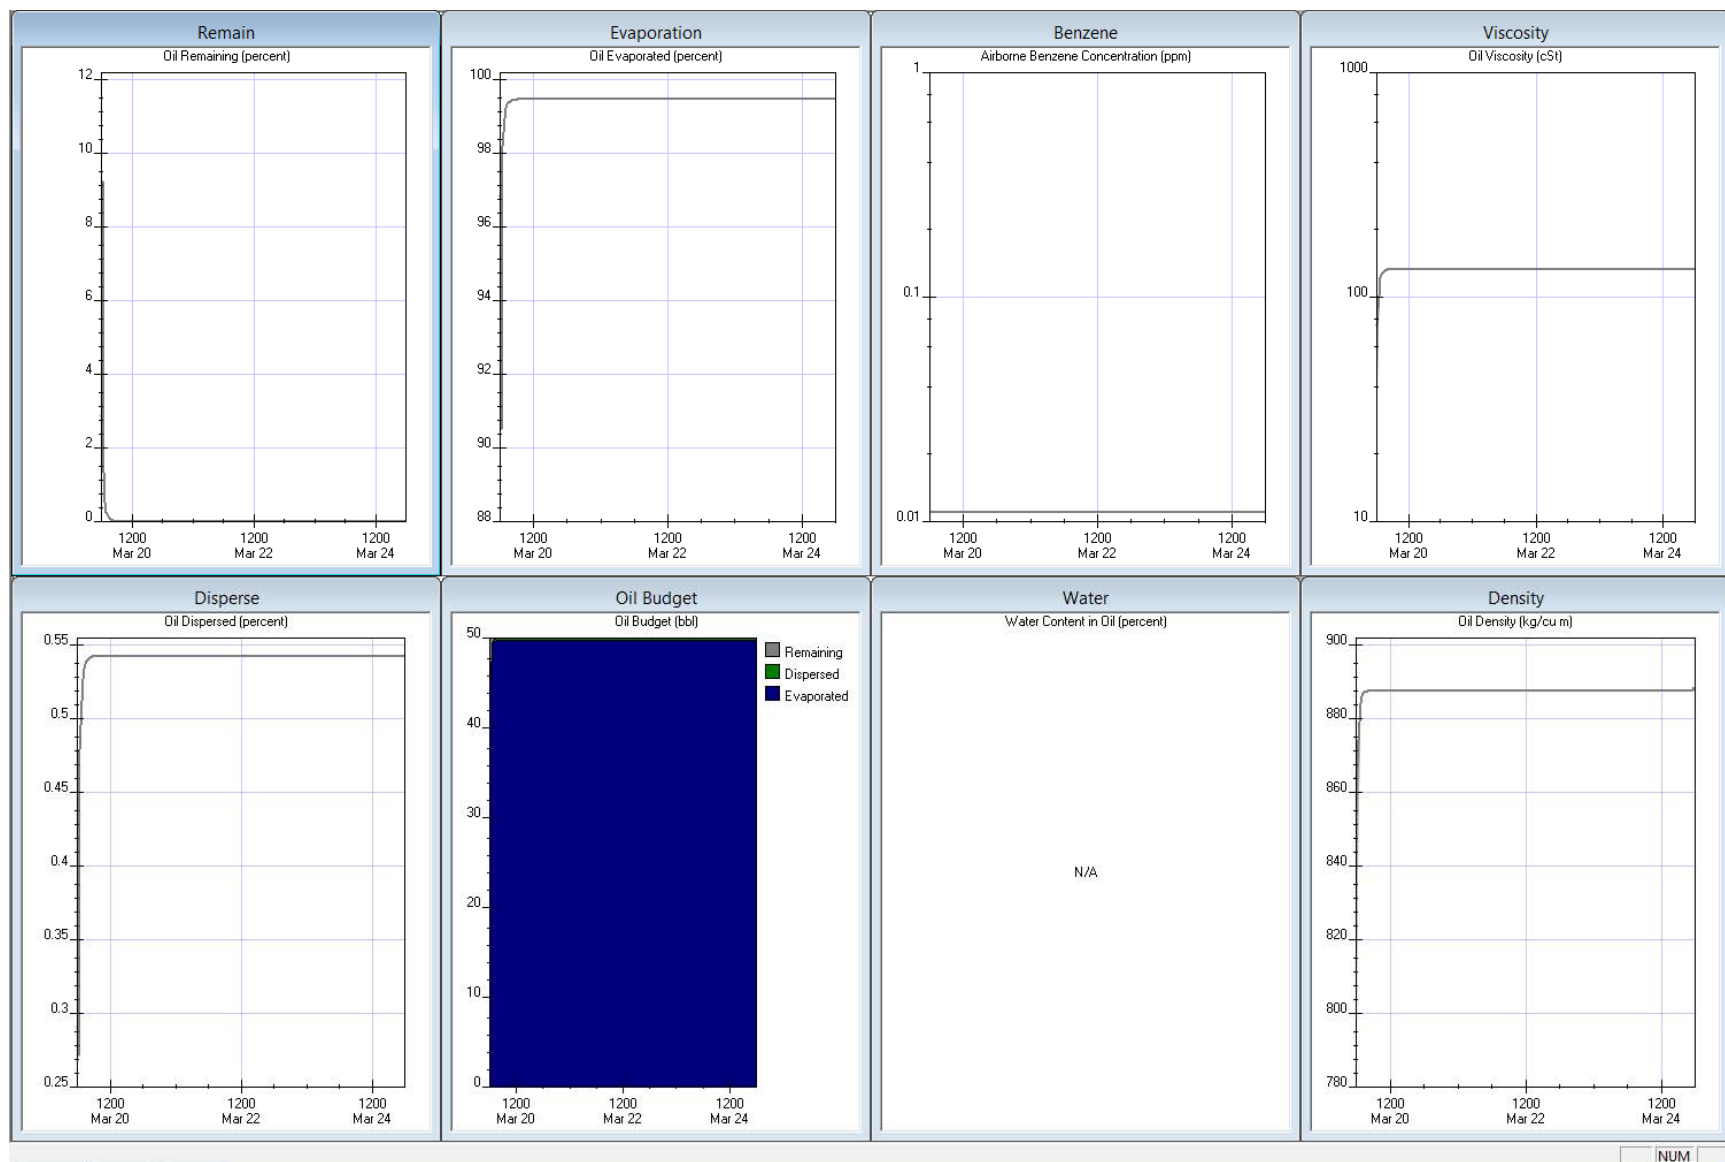 Remain
Oil Remaining (percent)
12
10
8
6
4
2
0
1200 1200 1200
Mar 20 Mar 22 Mar 24
Evaporation
Oil Evaporated (percent)
100
98
96
94
92
90
88
1200 1200 1200
Mar 20 Mar 22 Mar 24
Benzene
Airborne Benzene Concentration (ppm)
1
0.1
0.01
1200 1200 1200
Mar 20 Mar 22 Mar 24
Viscosity
Oil Viscosity (cSt)
1000
100
10
1200 1200 1200
Mar 20 Mar 22 Mar 24
Disperse
Oil Dispersed (percent)
0.55
0.5
0.45
0.4
0.35
0.3
0.25
1200 1200 1200
Mar 20 Mar 22 Mar 24
Oil Budget
Oil Budget (bbl)
50
40
30
20
10
0
1200 1200 1200
Mar 20 Mar 22 Mar 24
Remaining
Dispersed
Evaporated
Water
Water Content in Oil (percent)
N/A
Density
Oil Density (kg/cu m)
900
880
860
840
820
800
780
1200 1200 1200
Mar 20 Mar 22 Mar 24
NUM